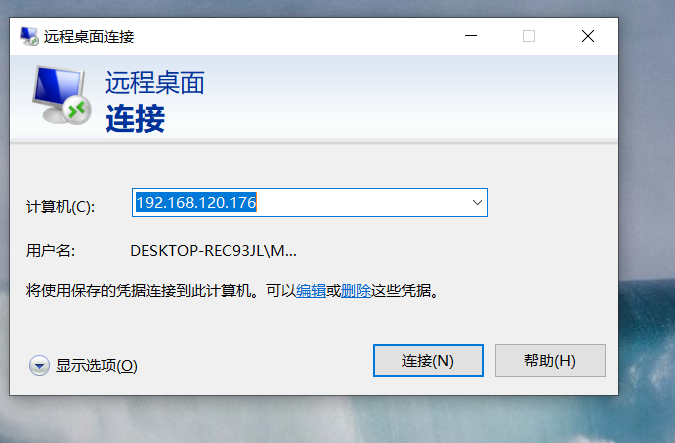 远程桌面连接
远程桌面
连接
计算机(C): 192.168.120.176
用户名: DESKTOP-REC93JL\M...
将使用保存的凭据连接到此计算机。可以编辑或删除这些凭据。
显示选项(O) 连接(N) 帮助(H)